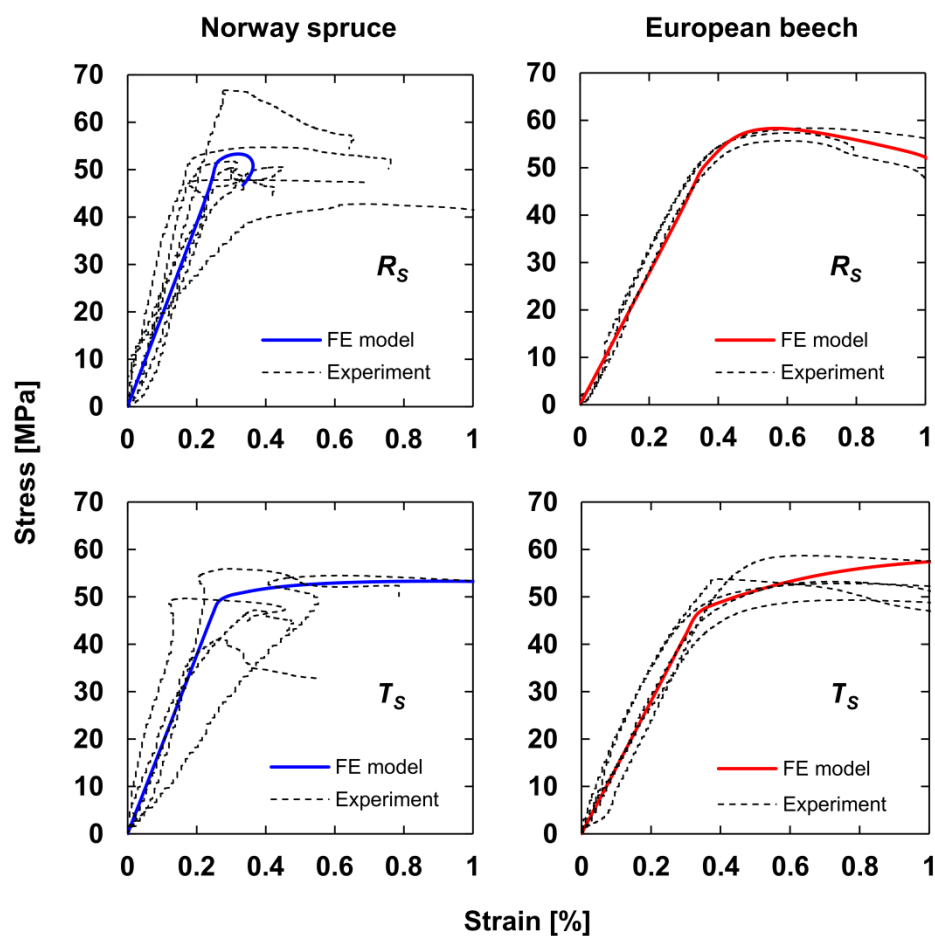 Norway spruce
European beech
Stress [MPa]
70
60
50
40
30
20
10
0
R_S
FE model
Experiment
0 0.2 0.4 0.6 0.8 1
70
60
50
40
30
20
10
0
R_S
FE model
Experiment
0 0.2 0.4 0.6 0.8 1
70
60
50
40
30
20
10
0
T_S
FE model
Experiment
0 0.2 0.4 0.6 0.8 1
70
60
50
40
30
20
10
0
T_S
FE model
Experiment
0 0.2 0.4 0.6 0.8 1
Strain [%]